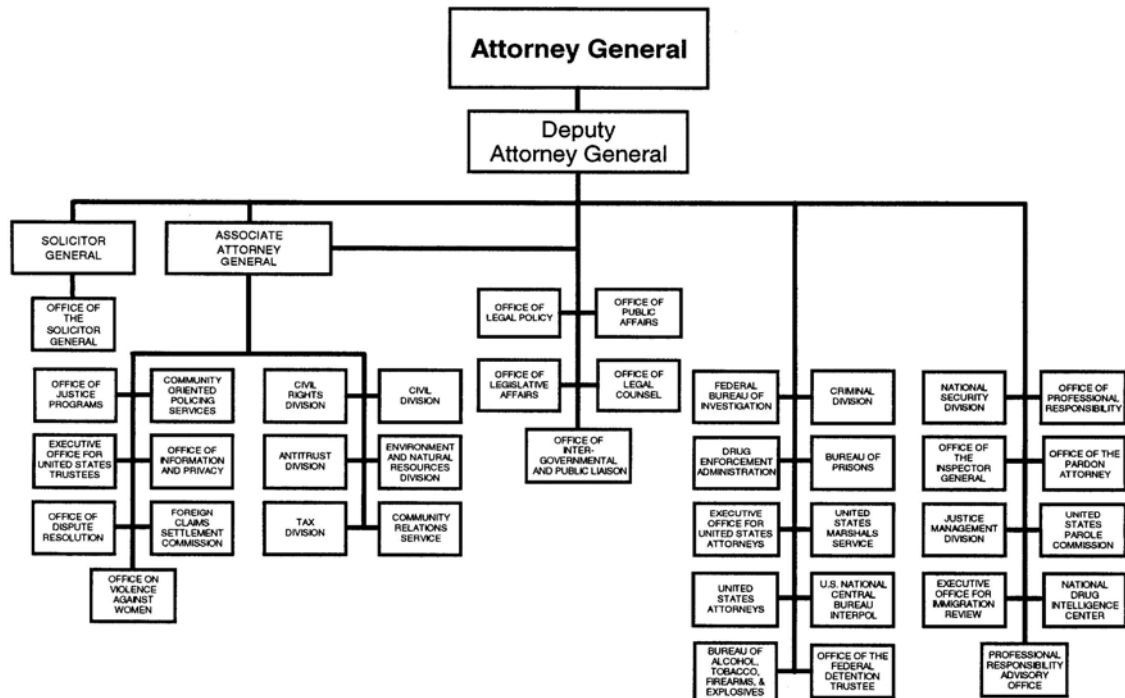 Attorney General
Deputy
Attorney General
SOLICITOR
GENERAL
ASSOCIATE
ATTORNEY
GENERAL
OFFICE OF
THE
SOLICITOR
GENERAL
OFFICE OF
LEGAL POLICY
OFFICE OF
PUBLIC
AFFAIRS
OFFICE OF
LEGISLATIVE
AFFAIRS
OFFICE OF
LEGAL
COUNSEL
OFFICE OF
INTER-
GOVERNMENTAL
AND PUBLIC LIAISON
OFFICE OF
JUSTICE
PROGRAMS
COMMUNITY
ORIENTED
POLICING
SERVICES
EXECUTIVE
OFFICE FOR
UNITED STATES
TRUSTEES
OFFICE OF
INFORMATION
AND PRIVACY
OFFICE OF
DISPUTE
RESOLUTION
FOREIGN
CLAIMS
SETTLEMENT
COMMISSION
OFFICE ON
VIOLENCE
AGAINST
WOMEN
CIVIL
RIGHTS
DIVISION
CIVIL
DIVISION
ANTITRUST
DIVISION
ENVIRONMENT
AND NATURAL
RESOURCES
DIVISION
TAX
DIVISION
COMMUNITY
RELATIONS
SERVICE
FEDERAL
BUREAU OF
INVESTIGATION
CRIMINAL
DIVISION
DRUG
ENFORCEMENT
ADMINISTRATION
BUREAU OF
PRISONS
EXECUTIVE
OFFICE FOR
UNITED STATES
ATTORNEYS
UNITED
STATES
MARSHALS
SERVICE
UNITED
STATES
ATTORNEYS
U.S. NATIONAL
CENTRAL
BUREAU
INTERPOL
BUREAU OF
ALCOHOL,
TOBACCO,
FIREARMS, &
EXPLOSIVES
OFFICE OF THE
FEDERAL
DETENTION
TRUSTEE
NATIONAL
SECURITY
DIVISION
OFFICE OF
PROFESSIONAL
RESPONSIBILITY
OFFICE OF
THE
INSPECTOR
GENERAL
OFFICE OF THE
PARDON
ATTORNEY
JUSTICE
MANAGEMENT
DIVISION
UNITED
STATES
PAROLE
COMMISSION
EXECUTIVE
OFFICE FOR
IMMIGRATION
REVIEW
NATIONAL
DRUG
INTELLIGENCE
CENTER
PROFESSIONAL
RESPONSIBILITY
ADVISORY
OFFICE